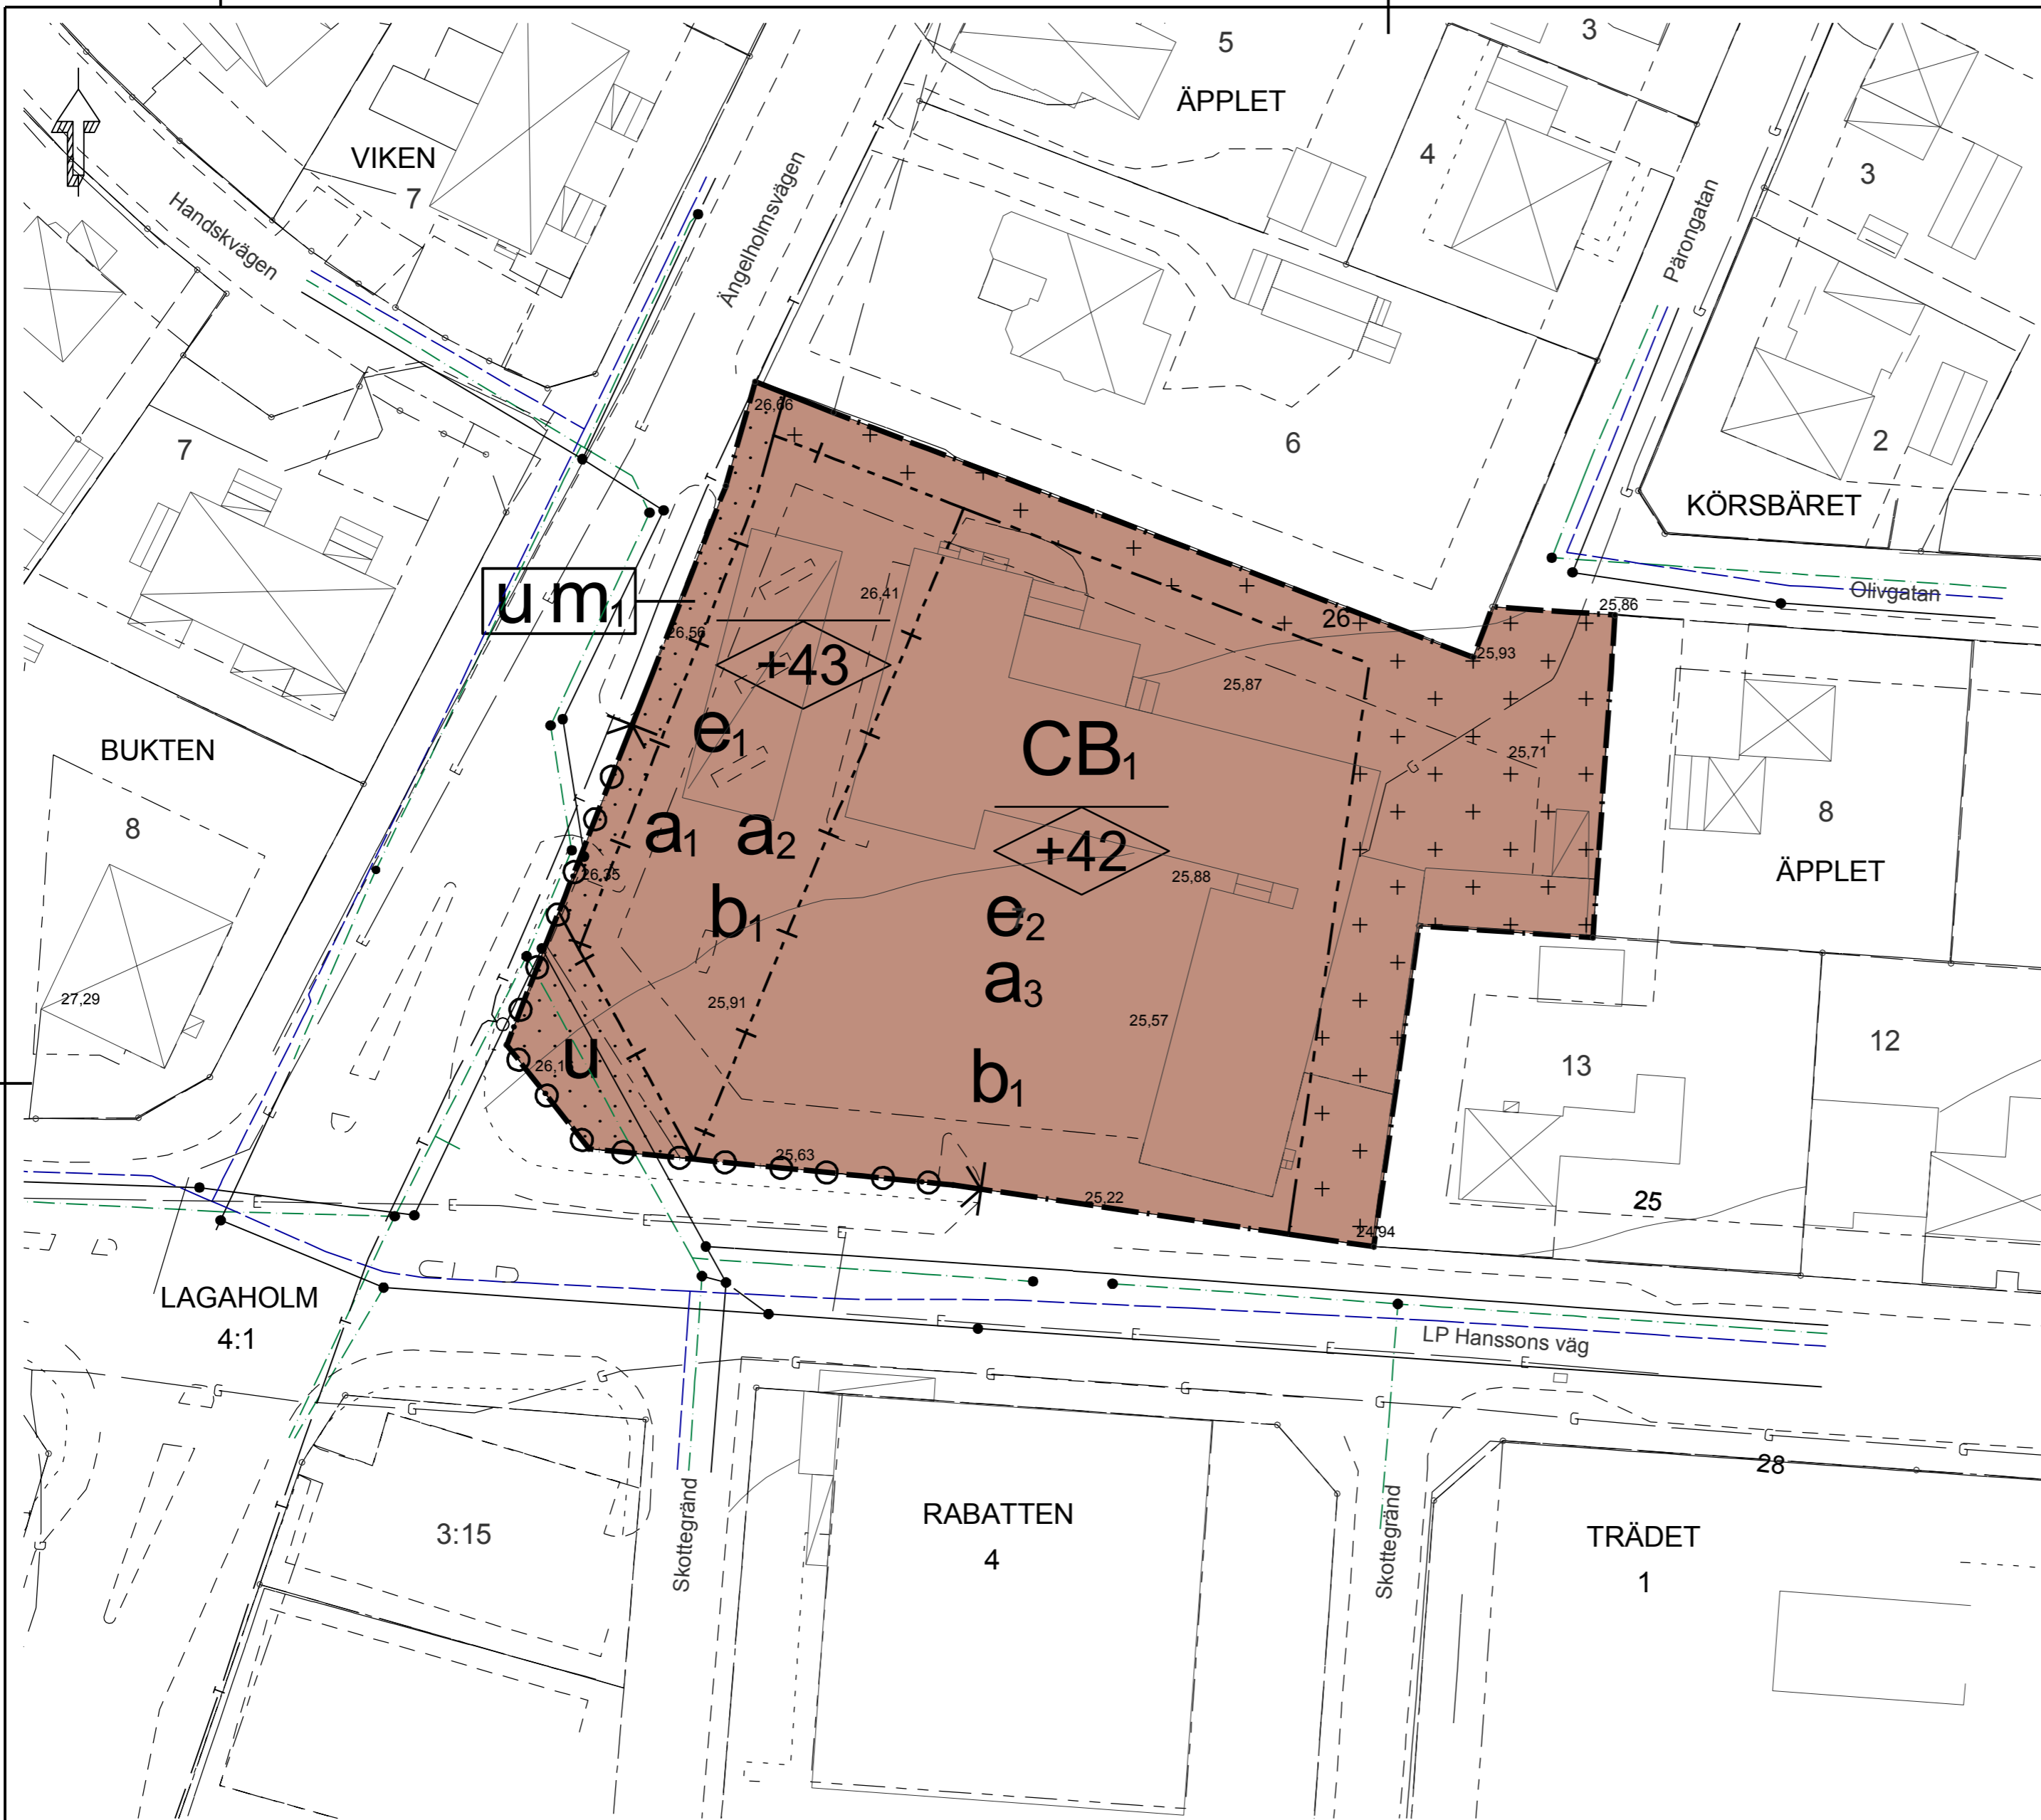 5
3
ÄPPLET
4
VIKEN
7
3
Handskvägen
Ängelholmsvägen
Pärongatan
26,66
6
7
2
KÖRSBÄRET
u m₁
26,41
Olivgatan
25,86
26
26,56
25,93
+43
25,87
e₁
CB₁
25,71
BUKTEN
8
a₁ a₂
+42
8
26,35
25,88
ÄPPLET
b₁
e₂
7
a₃
27,29
25,91
25,57
12
u
13
b₁
25,63
25,22
25
24,94
LAGAHOLM
4:1
LP Hanssons väg
28
Skottegränd
3:15
RABATTEN
4
Skottegränd
TRÄDET
1
E
E
E
E
E
E
E
E
E
E
E
E
T
T
T
T
T
T
T
G
G
G
G
G
G
G
G
G
G
G
G
G
G